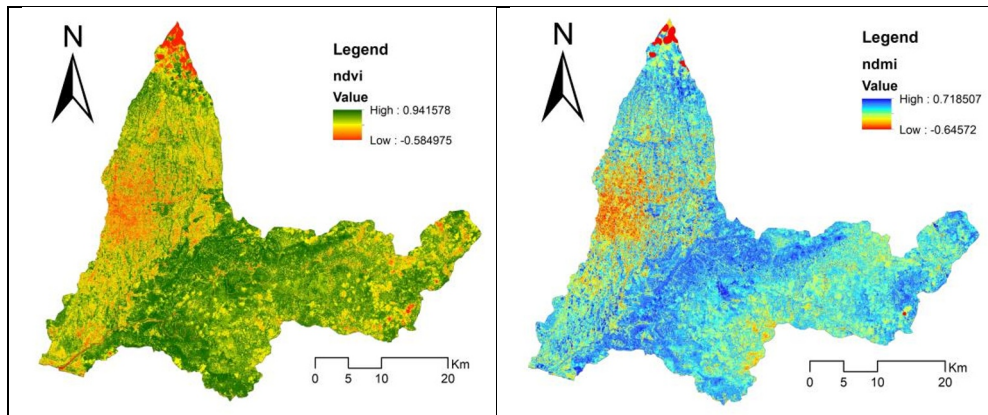 N
Legend
ndvi
Value
High : 0.941578
Low : -0.584975
Km
0 5 10 20
N
Legend
ndmi
Value
High : 0.718507
Low : -0.64572
Km
0 5 10 20